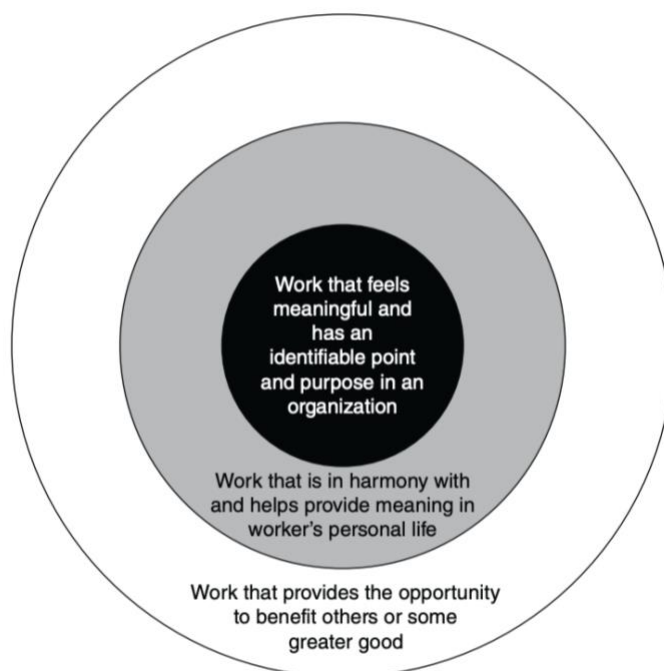 Work that feels
meaningful and
has an
identifiable point
and purpose in an
organization
Work that is in harmony with
and helps provide meaning in
worker's personal life
Work that provides the opportunity
to benefit others or some
greater good